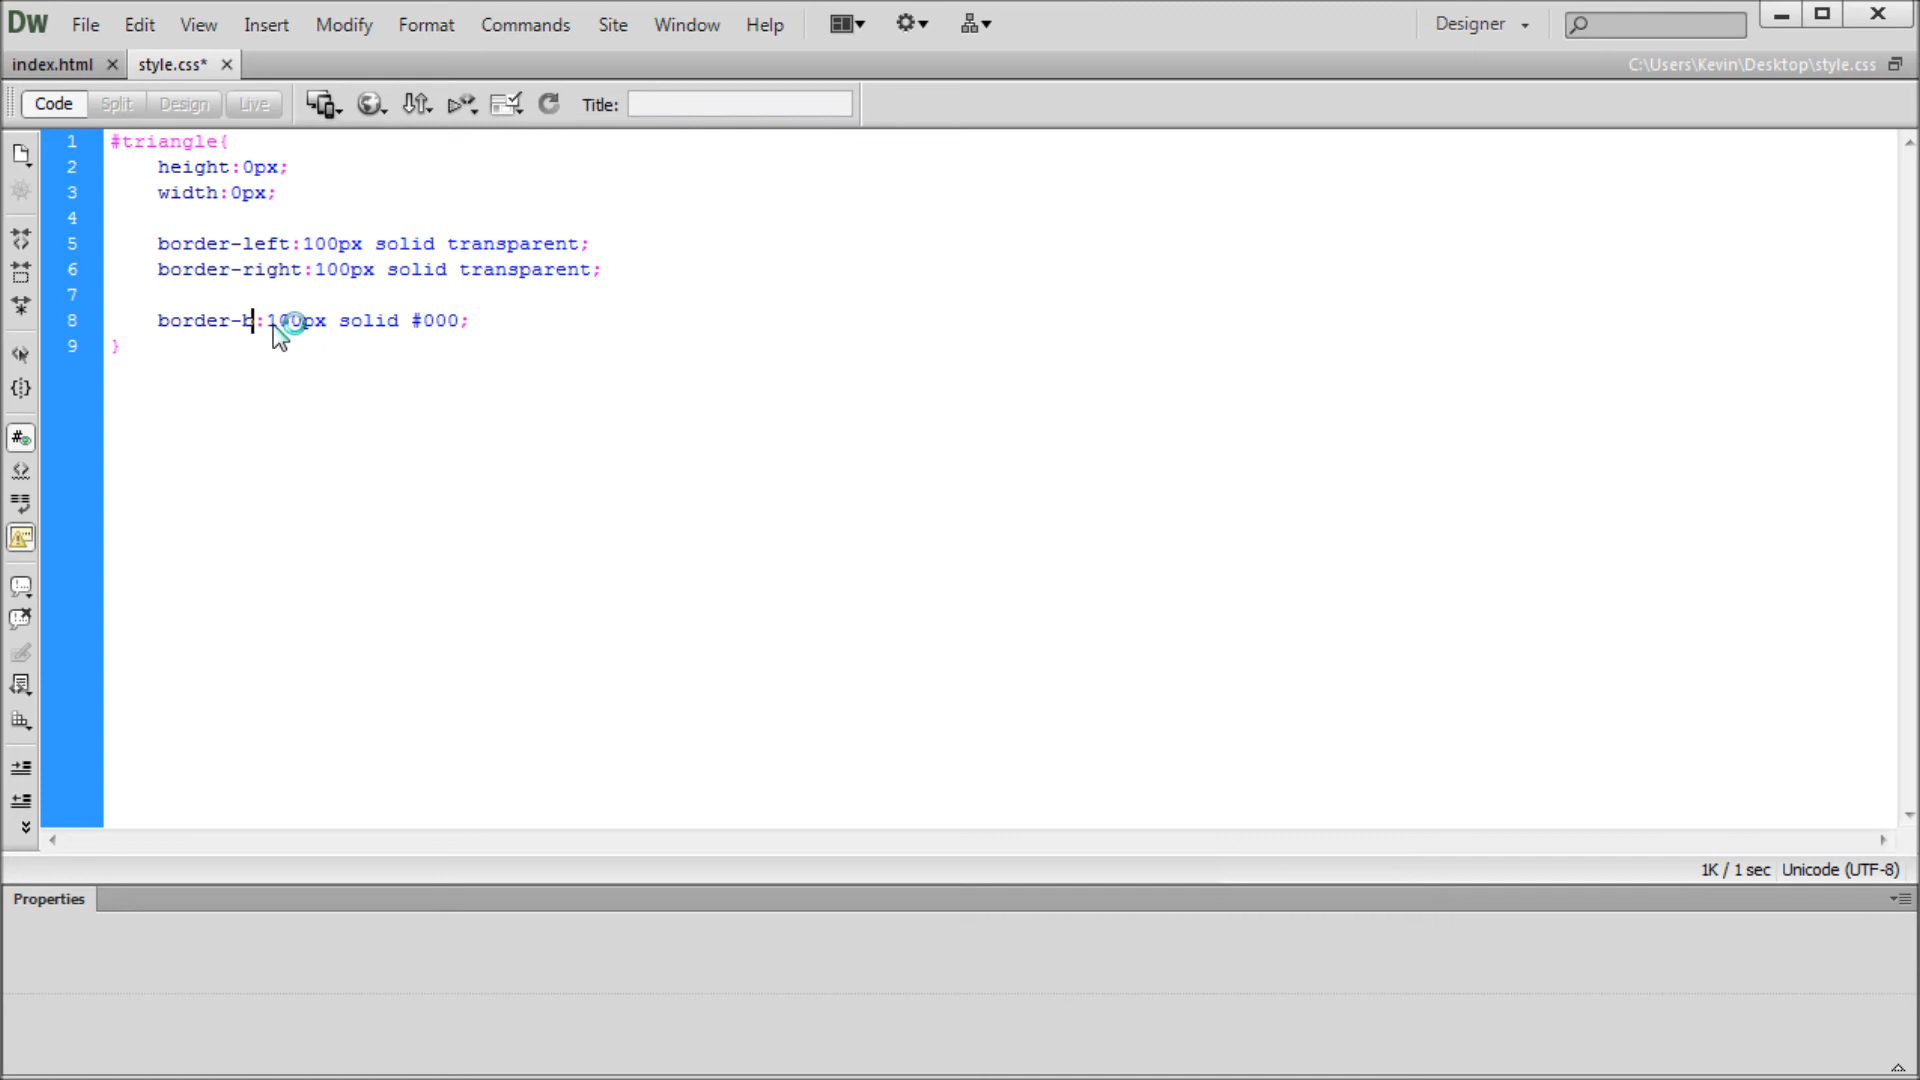 DW File Edit View Insert Modify Format Commands Site Window Help Designer
index.html style.css* C:\Users\Kevin\Desktop\style.css
Code Split Design Live Title:
1 #triangle{
2 height:0px;
3 width:0px;
4
5 border-left:100px solid transparent;
6 border-right:100px solid transparent;
7
8 border-b:100px solid #000;
9 }
1K / 1 sec Unicode (UTF-8)
Properties